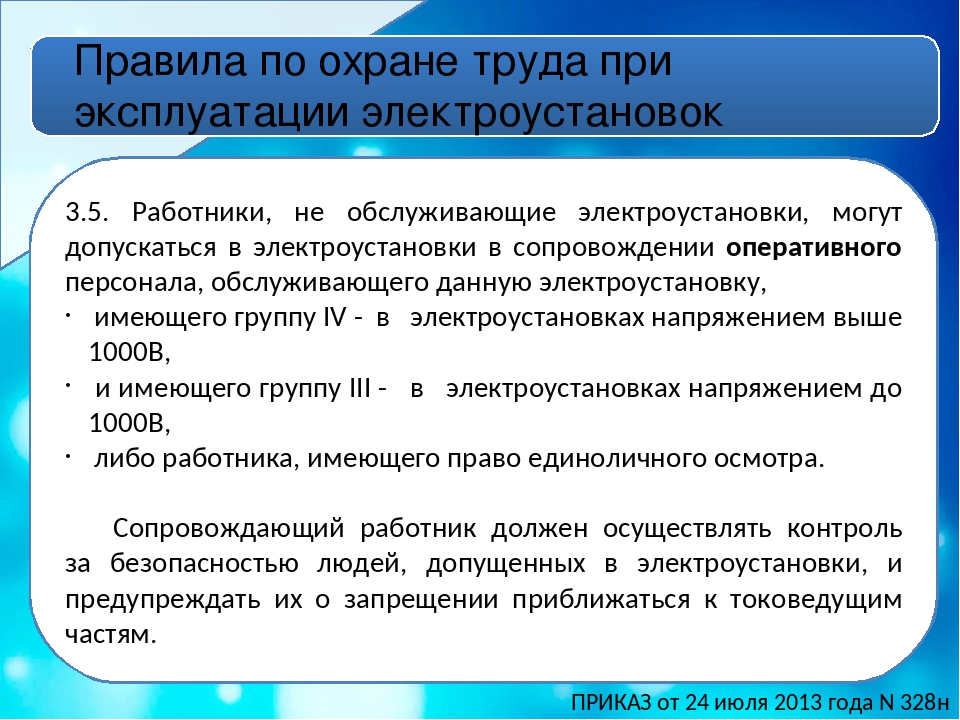 Правила по охране труда при
эксплуатации электроустановок
3.5. Работники, не обслуживающие электроустановки, могут
допускаться в электроустановки в сопровождении оперативного
персонала, обслуживающего данную электроустановку,
· имеющего группу IV - в электроустановках напряжением выше
1000В,
· и имеющего группу III - в электроустановках напряжением до
1000В,
· либо работника, имеющего право единоличного осмотра.
Сопровождающий работник должен осуществлять контроль
за безопасностью людей, допущенных в электроустановки, и
предупреждать их о запрещении приближаться к токоведущим
частям.
ПРИКАЗ от 24 июля 2013 года N 328н